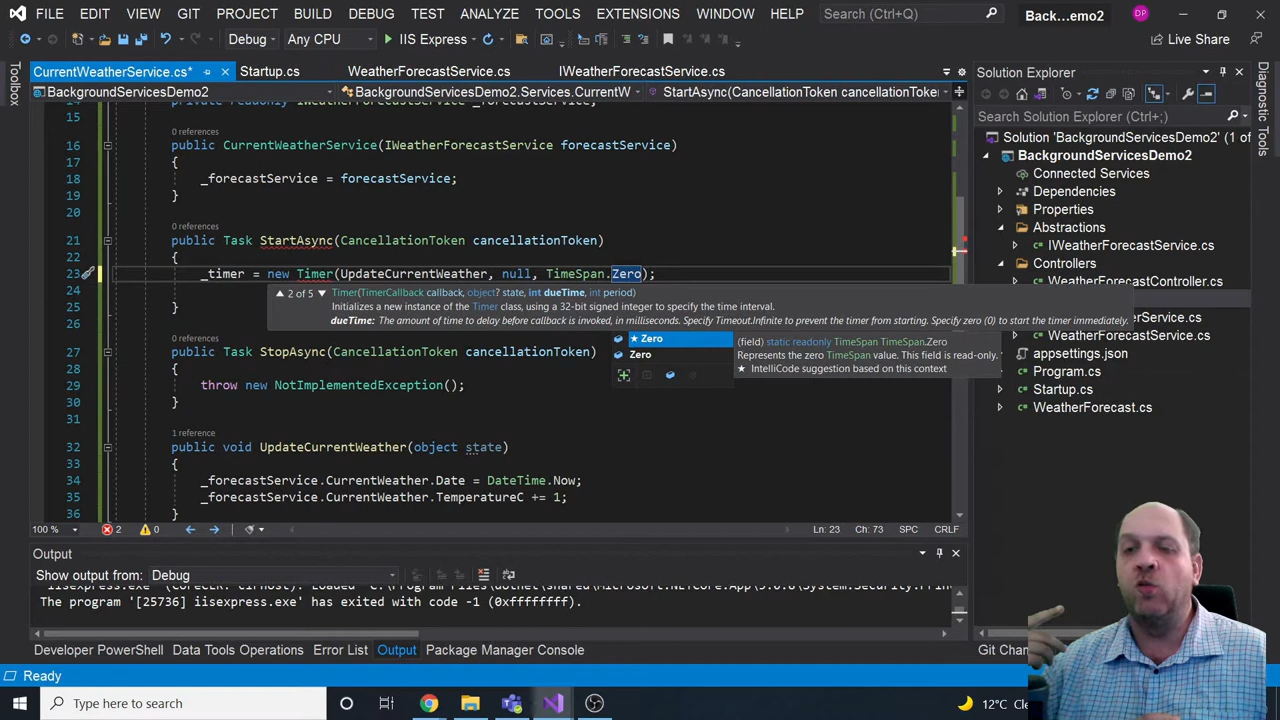 FILE EDIT VIEW GIT PROJECT BUILD DEBUG TEST ANALYZE TOOLS EXTENSIONS WINDOW HELP Search (Ctrl+Q) Back...emo2 DP
Debug Any CPU IIS Express Live Share
Toolbox
CurrentWeatherService.cs* Startup.cs WeatherForecastService.cs IWeatherForecastService.cs
BackgroundServicesDemo2 BackgroundServicesDemo2.Services.CurrentW StartAsync(CancellationToken cancellationToke
15
0 references
16 public CurrentWeatherService(IWeatherForecastService forecastService)
17 {
18 _forecastService = forecastService;
19 }
20
0 references
21 public Task StartAsync(CancellationToken cancellationToken)
22 {
23 _timer = new Timer(UpdateCurrentWeather, null, TimeSpan.Zero);
24
2 of 5 Timer(TimerCallback callback, object? state, int dueTime, int period)
Initializes a new instance of the Timer class, using a 32-bit signed integer to specify the time interval.
dueTime: The amount of time to delay before callback is invoked, in milliseconds. Specify Timeout.Infinite to prevent the timer from starting. Specify zero (0) to start the timer immediately.
★ Zero
Zero
(field) static readonly TimeSpan TimeSpan.Zero
Represents the zero TimeSpan value. This field is read-only.
★ IntelliCode suggestion based on this context
25 }
26
27 public Task StopAsync(CancellationToken cancellationToken)
28 {
29 throw new NotImplementedException();
30 }
31
1 reference
32 public void UpdateCurrentWeather(object state)
33 {
34 _forecastService.CurrentWeather.Date = DateTime.Now;
35 _forecastService.CurrentWeather.TemperatureC += 1;
36 }
100 % 2 0 Ln: 23 Ch: 73 SPC CRLF
Output
Show output from: Debug
The program '[25736] iisexpress.exe' has exited with code -1 (0xffffffff).
Developer PowerShell Data Tools Operations Error List Output Package Manager Console
Ready
Solution Explorer
Search Solution Explorer (Ctrl+;)
Solution 'BackgroundServicesDemo2' (1 of
BackgroundServicesDemo2
Connected Services
Dependencies
Properties
Abstractions
IWeatherForecastService.cs
Controllers
WeatherForecastController.cs
Service.cs
tService.cs
appsettings.json
Program.cs
Startup.cs
WeatherForecast.cs
Git Chan
Diagnostic Tools
Type here to search
12°C Clea